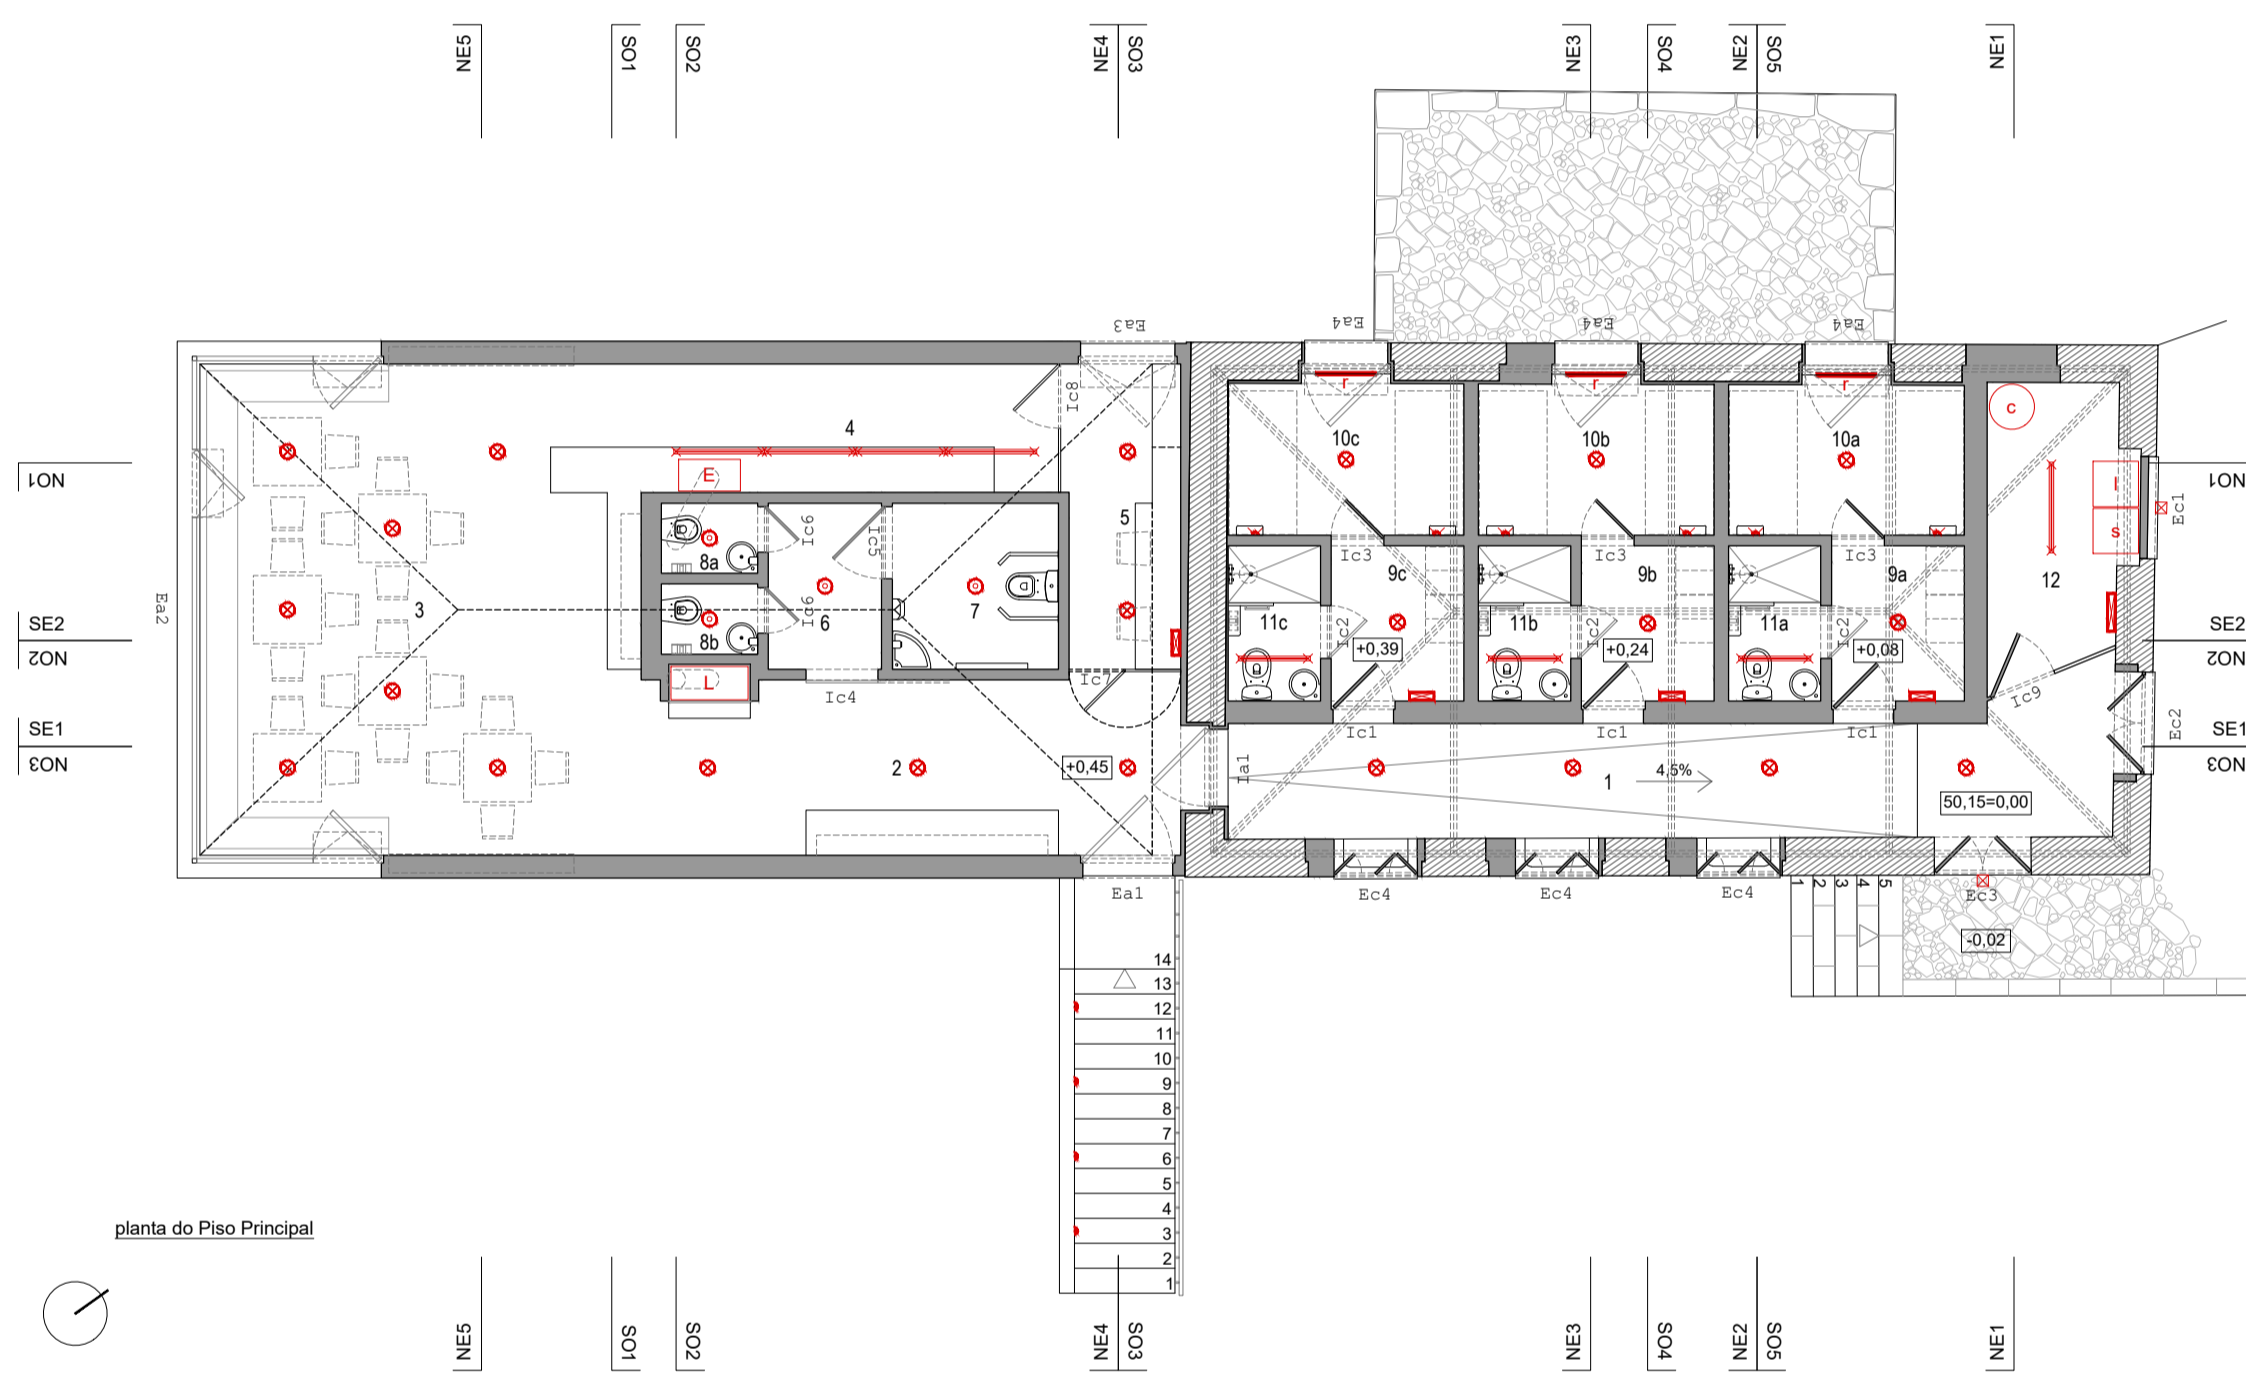 NE5
SO1
SO2
NE4
SO3
NE3
SO4
NE2
SO5
NE1
Ea3
Ea4
Ea4
Ea4
r
r
r
c
Ic8
4
10c
10b
10a
NO1
NO1
E
l
Ec1
5
s
Ic6
Ic5
8a
Ic3
Ic3
Ic3
9c
9b
9a
12
Ea2
3
Ic6
6
7
SE2
NO2
11c
11b
11a
SE2
NO2
8b
Ic2
Ic2
Ic2
+0,39
+0,24
+0,08
L
Ic7
Ic4
Ic9
SE1
NO3
Ic1
Ic1
Ic1
Ec2
SE1
NO3
2
+0,45
Ia1
4,5%
1
50,15=0,00
Ea1
Ec4
Ec4
Ec4
1
2
3
4
5
Ec3
-0,02
14
13
12
11
10
9
8
7
6
5
4
3
2
1
planta do Piso Principal
NE5
SO1
SO2
NE4
SO3
NE3
SO4
NE2
SO5
NE1